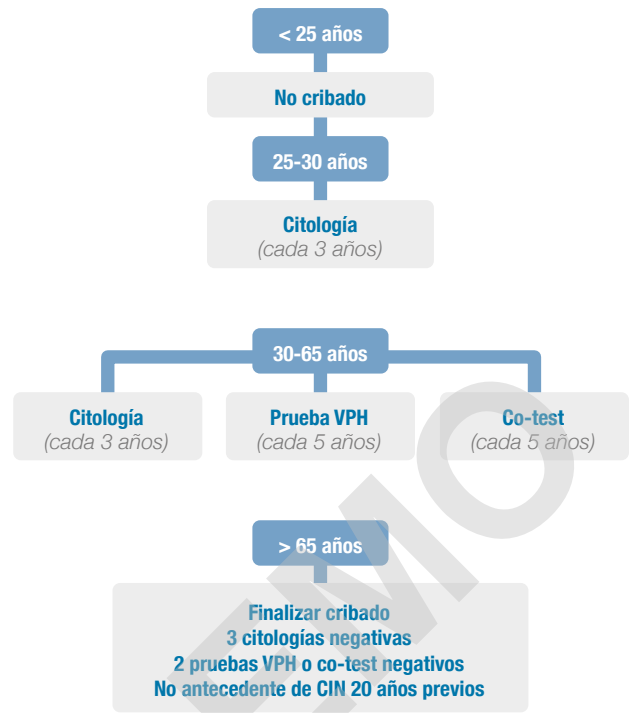 < 25 años
No cribado
25-30 años
Citología
(cada 3 años)
30-65 años
Citología
(cada 3 años)
Prueba VPH
(cada 5 años)
Co-test
(cada 5 años)
> 65 años
Finalizar cribado
3 citologías negativas
2 pruebas VPH o co-test negativos
No antecedente de CIN 20 años previos
EMO